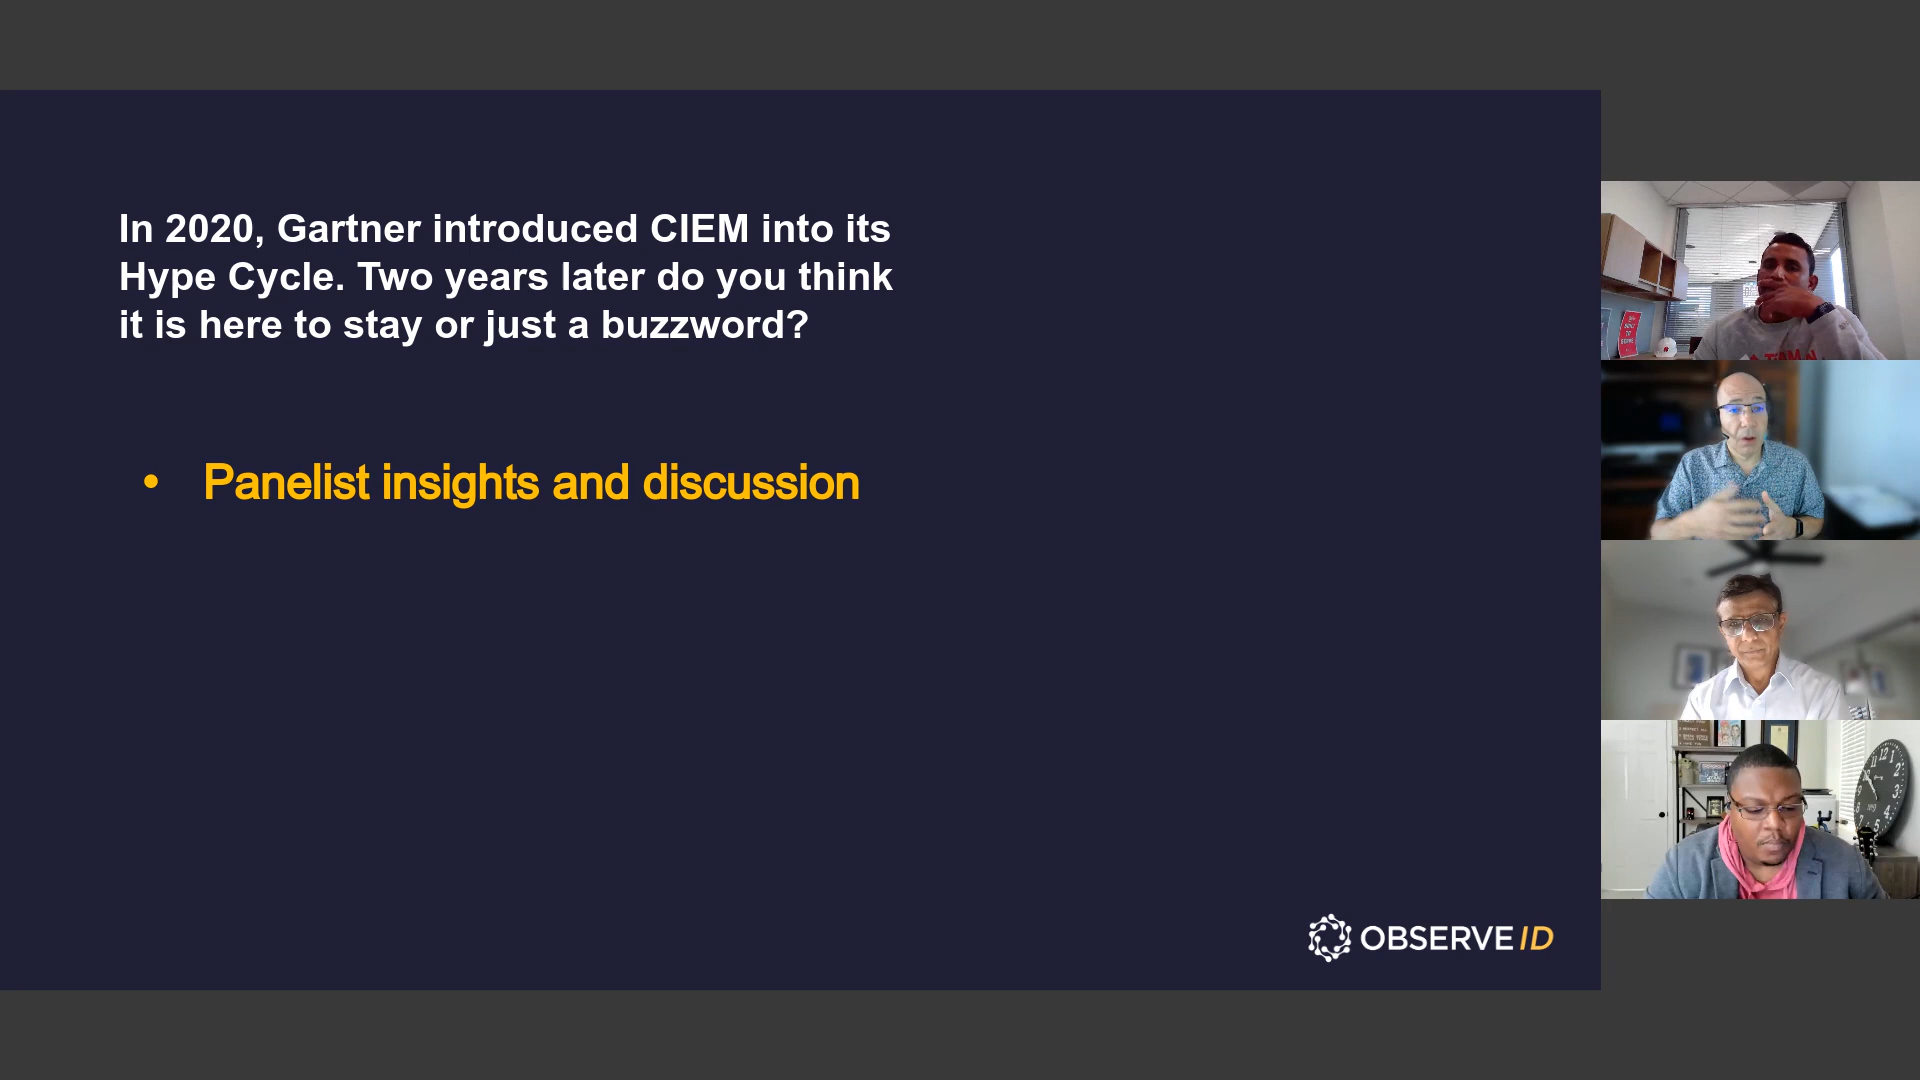 In 2020, Gartner introduced CIEM into its
Hype Cycle. Two years later do you think
it is here to stay or just a buzzword?
• Panelist insights and discussion
OBSERVE ID